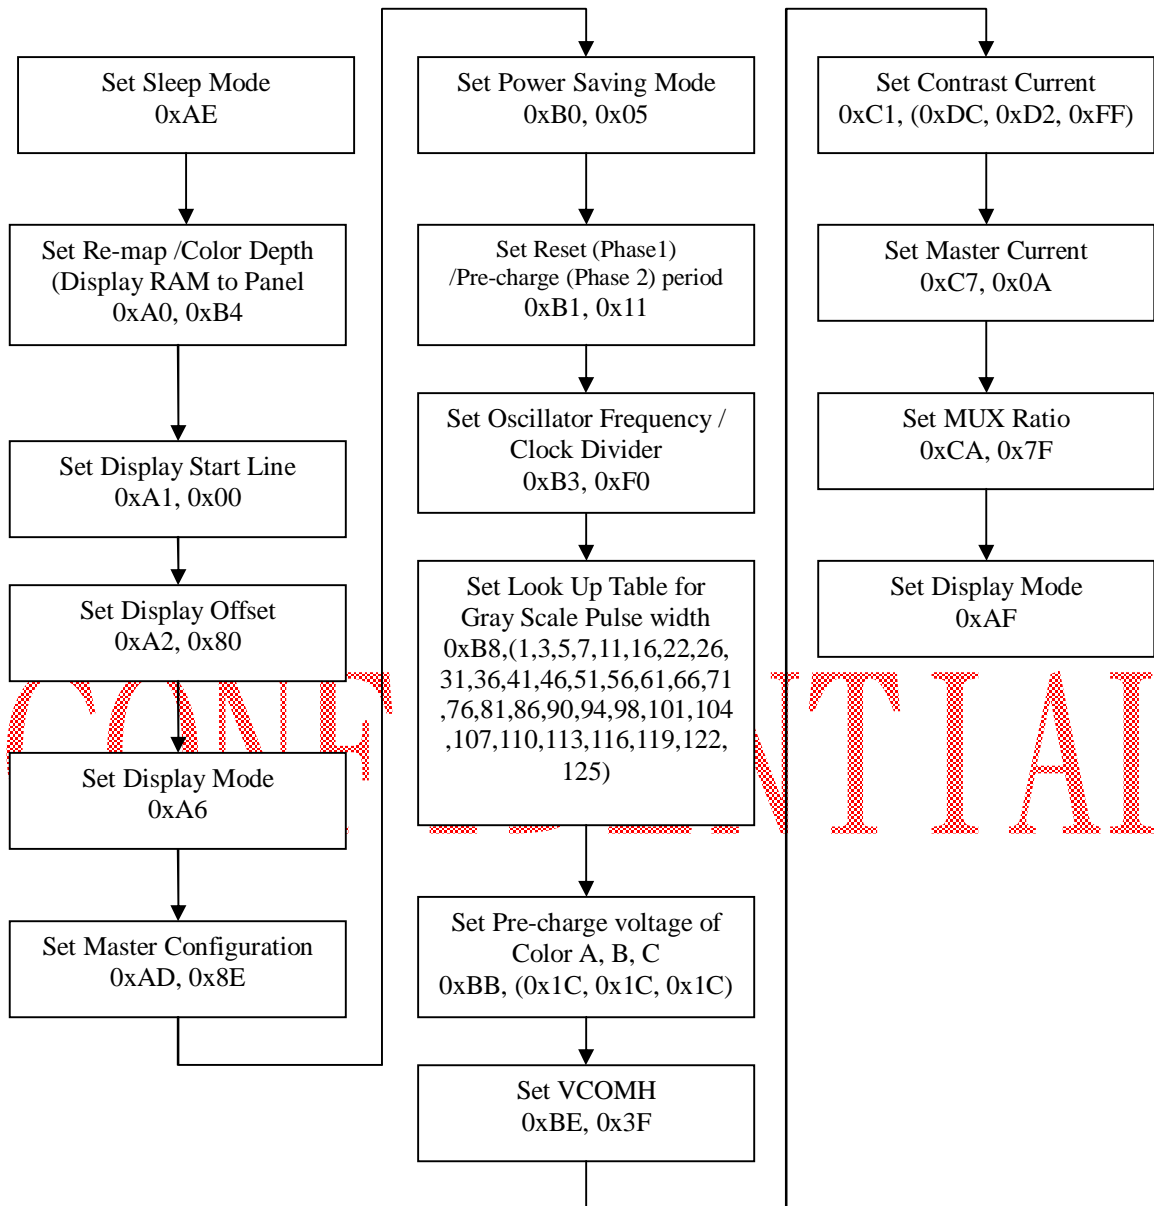 Set Sleep Mode
0xAE
Set Re-map /Color Depth
(Display RAM to Panel
0xA0, 0xB4
Set Display Start Line
0xA1, 0x00
Set Display Offset
0xA2, 0x80
Set Display Mode
0xA6
Set Master Configuration
0xAD, 0x8E
Set Power Saving Mode
0xB0, 0x05
Set Reset (Phase1)
/Pre-charge (Phase 2) period
0xB1, 0x11
Set Oscillator Frequency /
Clock Divider
0xB3, 0xF0
Set Look Up Table for
Gray Scale Pulse width
0xB8,(1,3,5,7,11,16,22,26,
31,36,41,46,51,56,61,66,71
,76,81,86,90,94,98,101,104
,107,110,113,116,119,122,
125)
Set Pre-charge voltage of
Color A, B, C
0xBB, (0x1C, 0x1C, 0x1C)
Set VCOMH
0xBE, 0x3F
Set Contrast Current
0xC1, (0xDC, 0xD2, 0xFF)
Set Master Current
0xC7, 0x0A
Set MUX Ratio
0xCA, 0x7F
Set Display Mode
0xAF